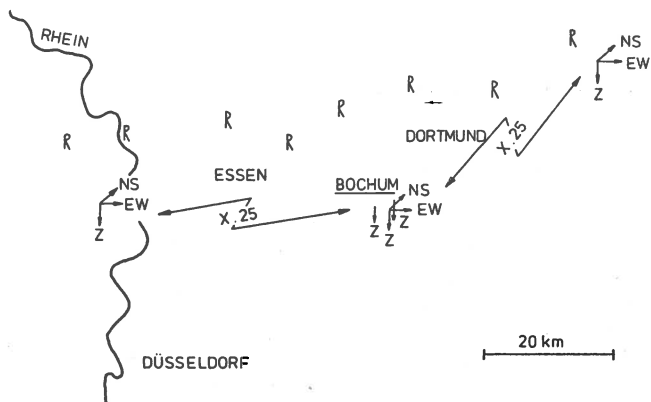 RHEIN
R
NS
EW
Z
R
R
R
R
R
R
R
DORTMUND
X.25
ESSEN
BOCHUM
NS
EW
Z
X.25
NS
EW
Z
Z
Z
20 km
DÜSSELDORF